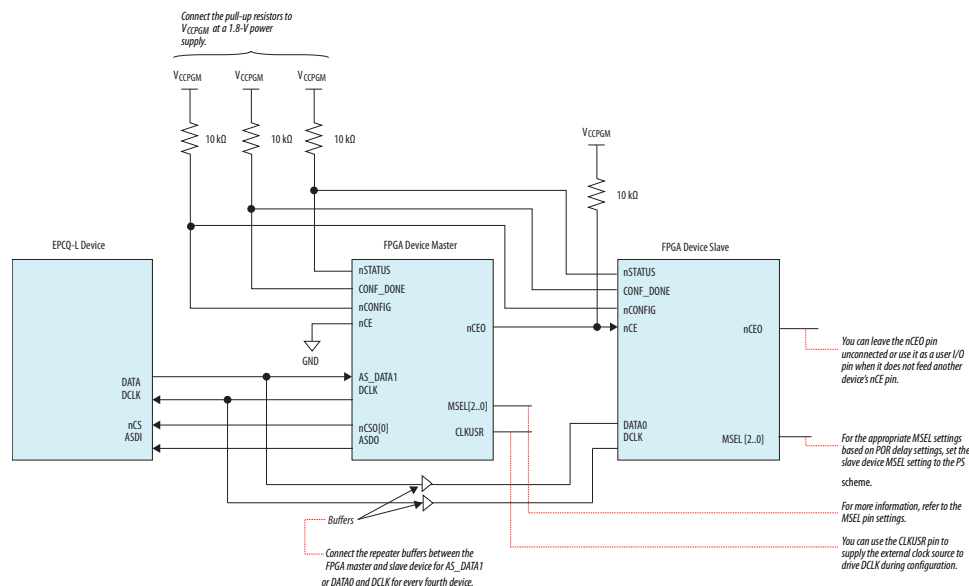 Connect the pull-up resistors to
VCCPGM at a 1.8-V power
supply.
VCCPGM
VCCPGM
VCCPGM
10 kΩ
10 kΩ
10 kΩ
VCCPGM
10 kΩ
EPCQ-L Device
FPGA Device Master
FPGA Device Slave
nSTATUS
CONF_DONE
nCONFIG
nCE
nCEO
GND
nSTATUS
CONF_DONE
nCONFIG
nCE
nCEO
You can leave the nCEO pin
unconnected or use it as a user I/O
pin when it does not feed another
device's nCE pin.
DATA
DCLK
nCS
ASDI
AS_DATA1
DCLK
nCSO[0]
ASDO
MSEL[2..0]
CLKUSR
DATA0
DCLK
MSEL [2..0]
For the appropriate MSEL settings
based on POR delay settings, set the
slave device MSEL setting to the PS
scheme.
For more information, refer to the
MSEL pin settings.
You can use the CLKUSR pin to
supply the external clock source to
drive DCLK during configuration.
Buffers
Connect the repeater buffers between the
FPGA master and slave device for AS_DATA1
or DATA0 and DCLK for every fourth device.